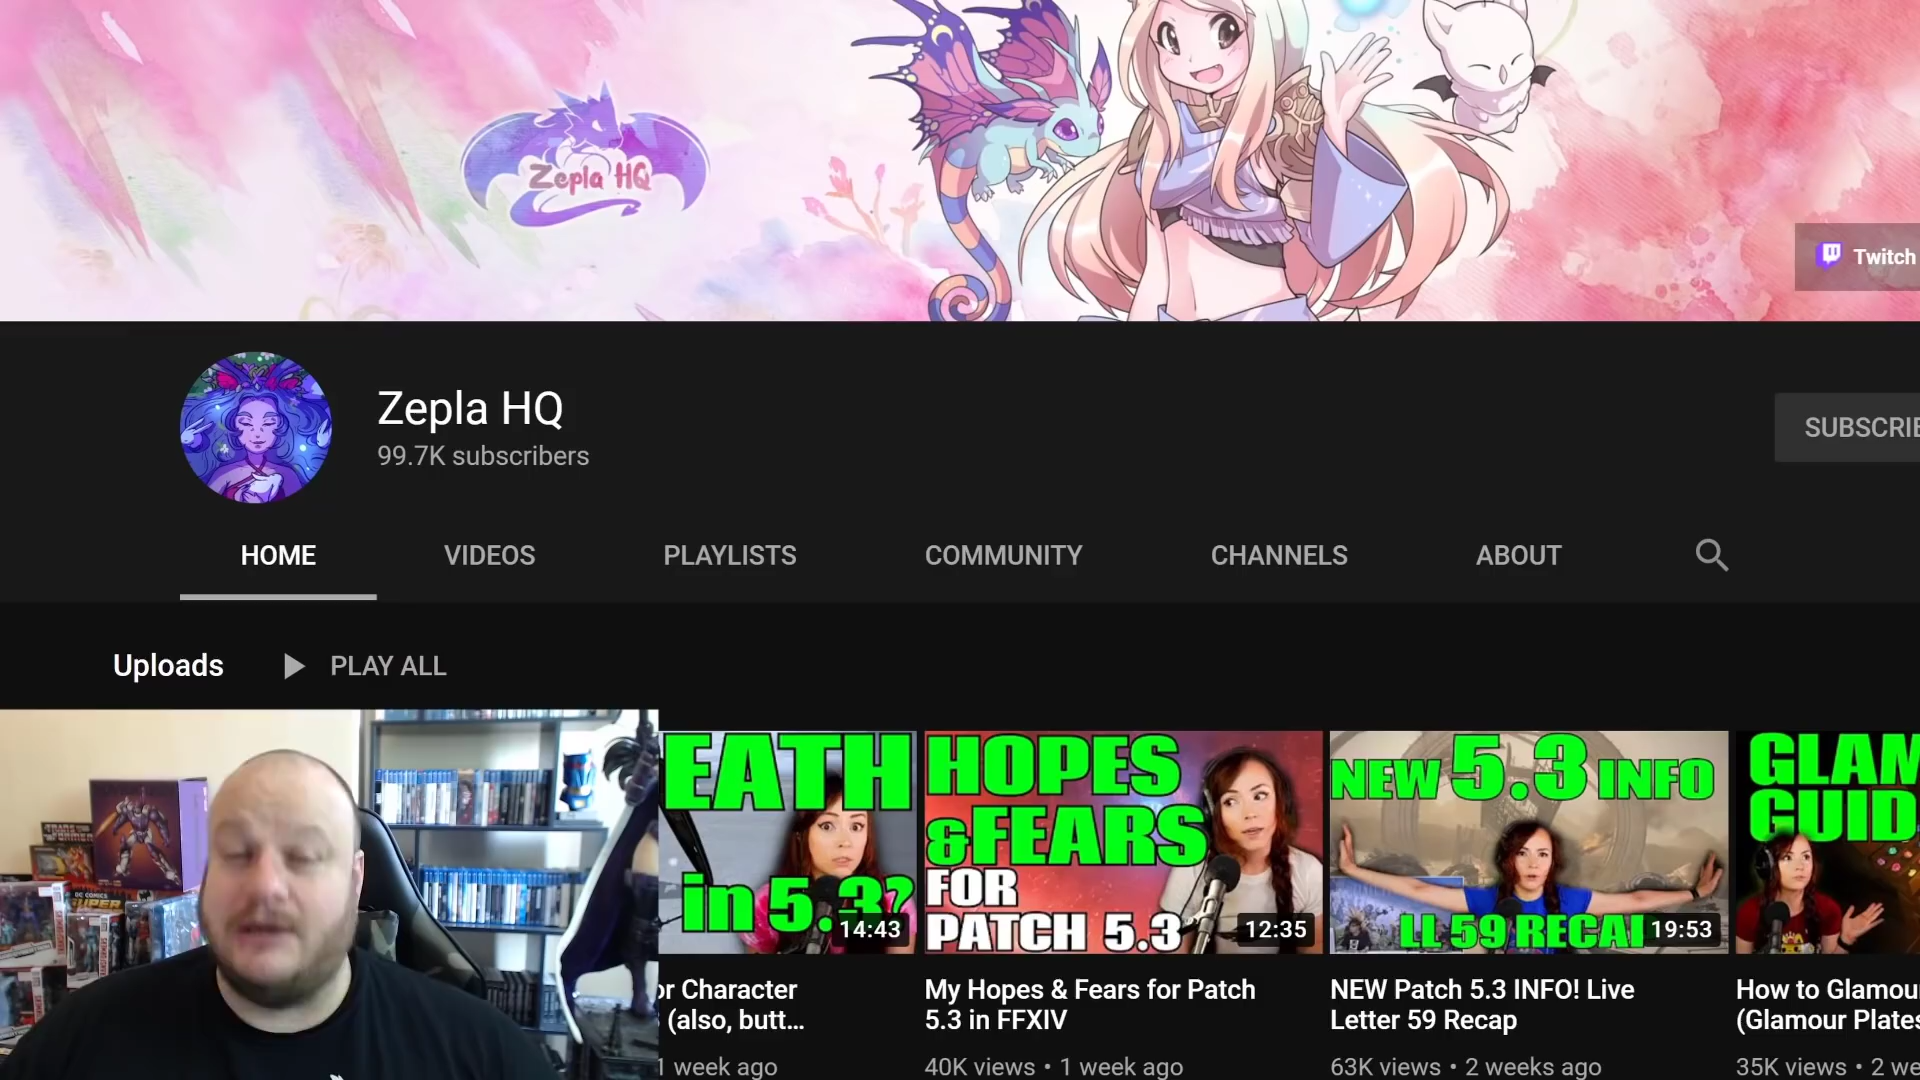 Zepla HQ
Twitch
Zepla HQ
99.7K subscribers
SUBSCRIBE
HOME
VIDEOS
PLAYLISTS
COMMUNITY
CHANNELS
ABOUT
Uploads
PLAY ALL
EATH
in 5.3?
14:43
HOPES
&FEARS
FOR
PATCH 5.3
12:35
NEW 5.3 INFO
LL 59 RECAI
19:53
GLAM
GUID
or Character
(also, butt...
1 week ago
My Hopes & Fears for Patch
5.3 in FFXIV
40K views • 1 week ago
NEW Patch 5.3 INFO! Live
Letter 59 Recap
63K views • 2 weeks ago
How to Glamou
(Glamour Plates
35K views • 2 we